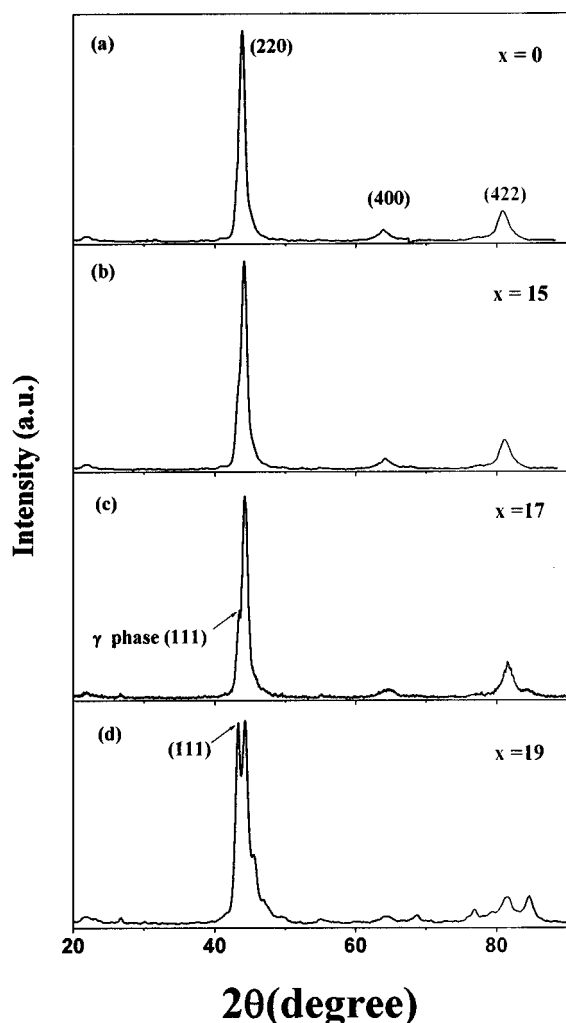 (a)
(220)
x = 0
(400)
(422)
(b)
x = 15
(c)
x =17
γ phase (111)
(d)
(111)
x =19
Intensity (a.u.)
20 40 60 80
2θ(degree)